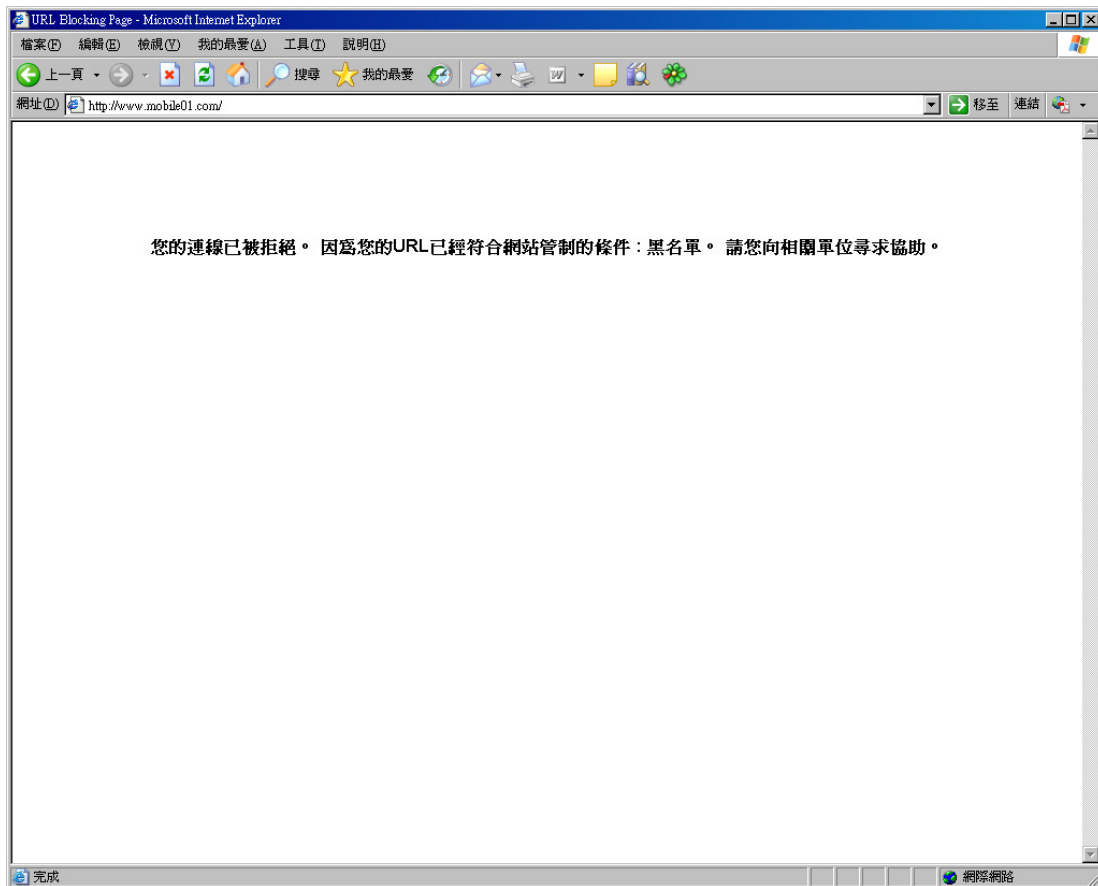 URL Blocking Page - Microsoft Internet Explorer
檔案(F) 編輯(E) 檢視(V) 我的最愛(A) 工具(T) 說明(H)
上一頁 搜尋 我的最愛
網址(D) http://www.mobile01.com/ 移至 連結
您的連線已被拒絕。 因為您的URL已經符合網站管制的條件：黑名單。 請您向相關單位尋求協助。
完成 網際網路